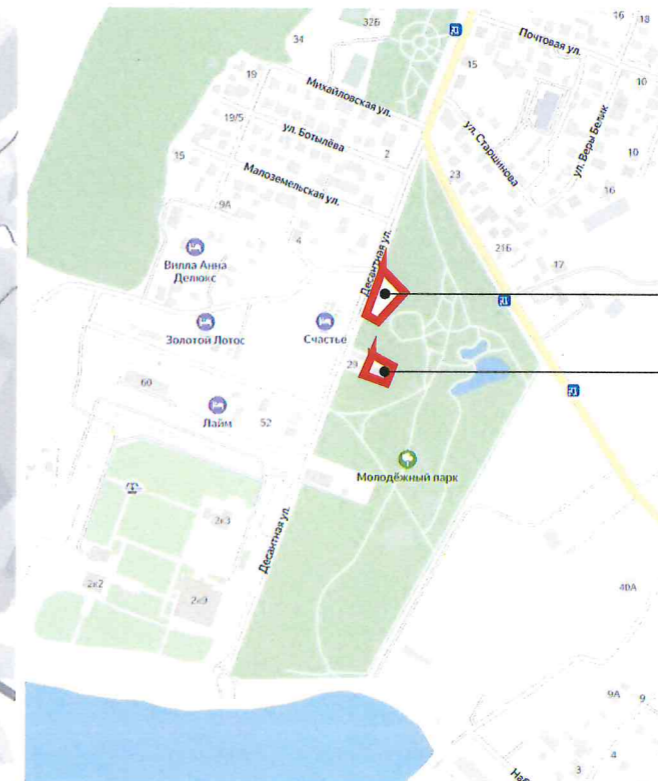 32Б
16
18
34
Почтовая ул.
15
19
Михайловская ул.
10
19/5
ул. Ботылёва
ул. Старшинова
ул. Веры Белик
2
10
15
Малоземельская ул.
23
16
9А
4
21Б
Десантная ул.
Вилла Анна
Делюкс
17
Золотой Лотос
Счастье
29
60
Лайм
52
Молодёжный парк
2к3
Десантная ул.
2к2
2к9
40А
9А
9
4
3